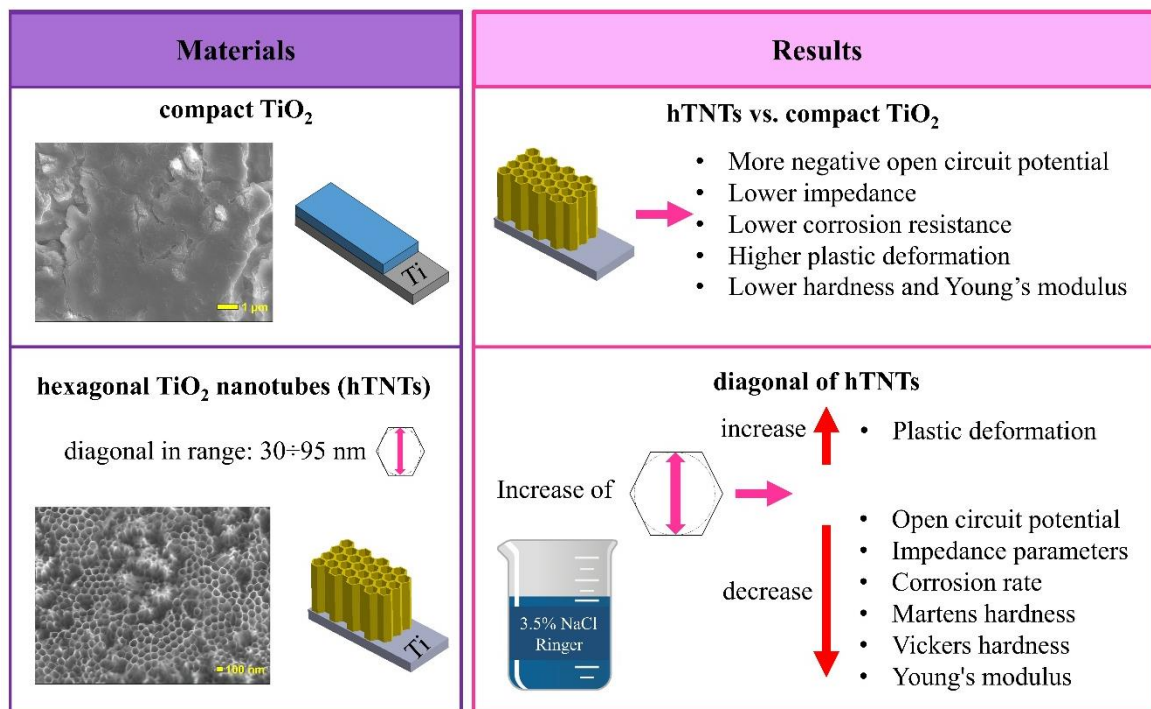 Materials
compact TiO₂
1 µm
Ti
hexagonal TiO₂ nanotubes (hTNTs)
diagonal in range: 30÷95 nm
100 nm
Ti
Results
hTNTs vs. compact TiO₂
• More negative open circuit potential
• Lower impedance
• Lower corrosion resistance
• Higher plastic deformation
• Lower hardness and Young’s modulus
diagonal of hTNTs
Increase of
increase
• Plastic deformation
decrease
• Open circuit potential
• Impedance parameters
• Corrosion rate
• Martens hardness
• Vickers hardness
• Young's modulus
3.5% NaCl
Ringer